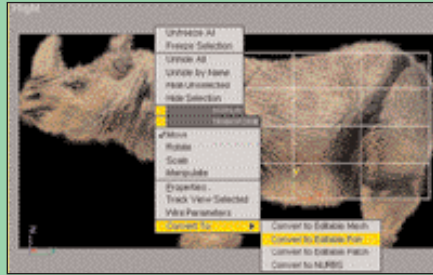 Right
Unfreeze All
Freeze Selection
Unhide All
Unhide by Name
Hide Unselected
Hide Selection
Move
Rotate
Scale
Manipulate
Properties...
Track View Selected
Wire Parameters
Convert To:
Convert to Editable Mesh
Convert to Editable Poly
Convert to Editable Patch
Convert to NURBS
y